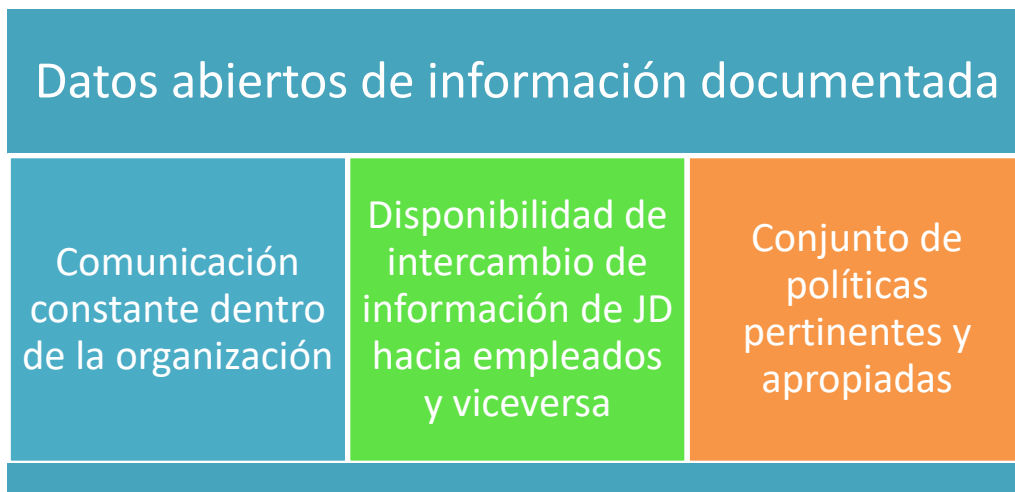 Datos abiertos de información documentada
Comunicación
constante dentro
de la organización
Disponibilidad de
intercambio de
información de JD
hacia empleados
y viceversa
Conjunto de
políticas
pertinentes y
apropiadas